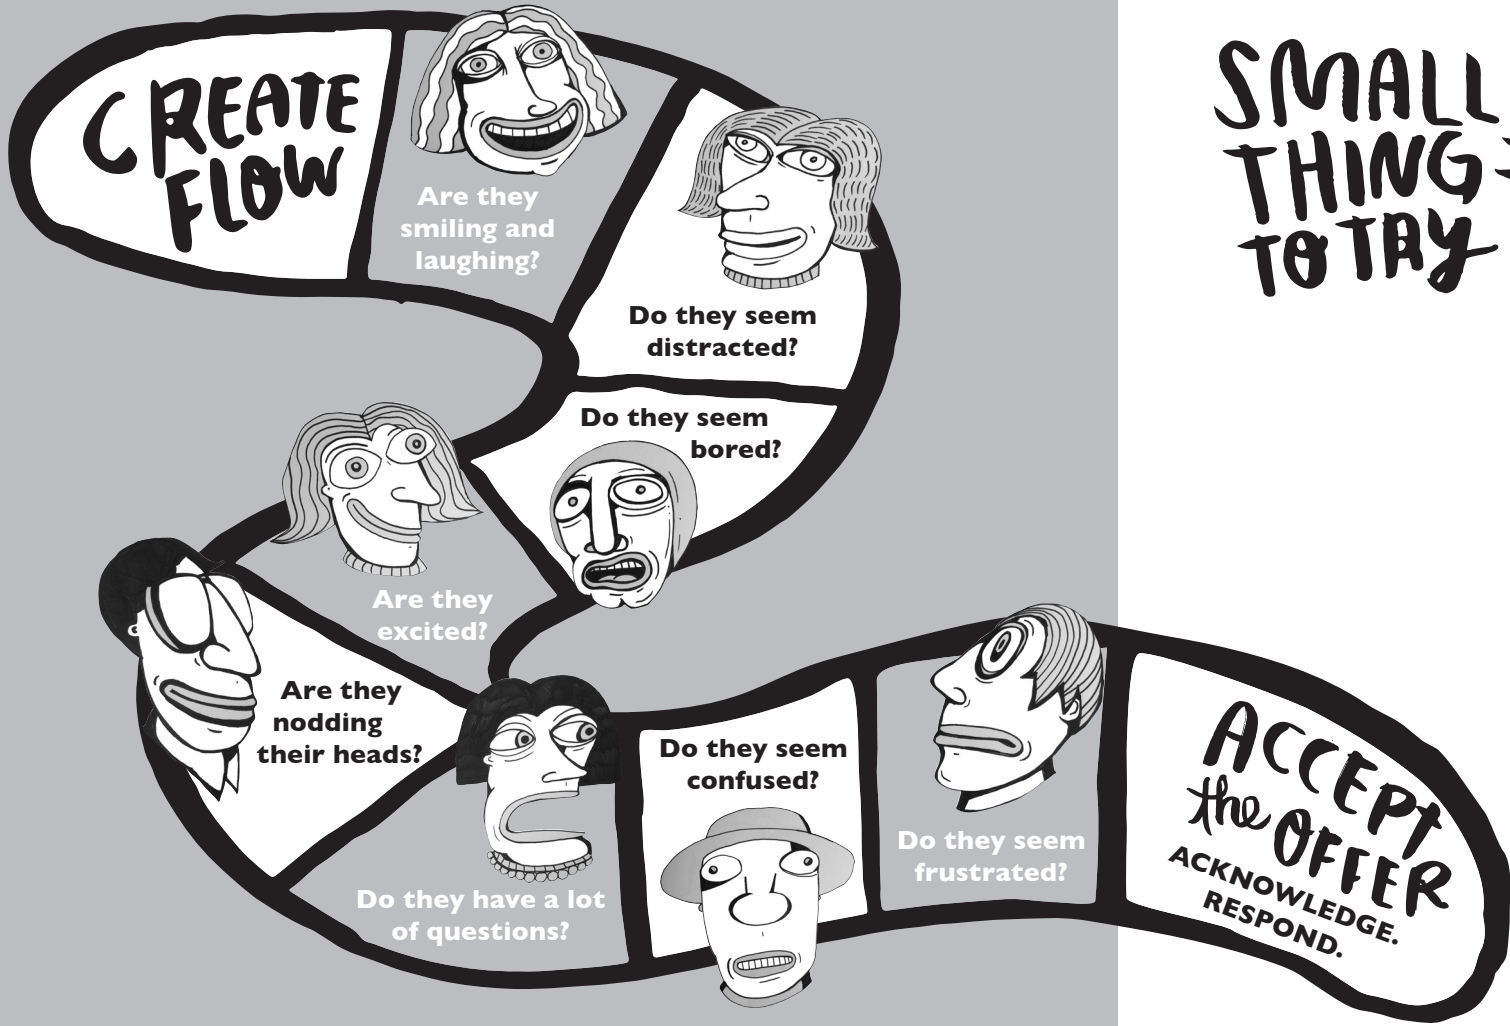 CREATE
FLOW
Are they
smiling and
laughing?
Do they seem
distracted?
Do they seem
bored?
Are they
excited?
Are they
nodding
their heads?
Do they have a lot
of questions?
Do they seem
confused?
Do they seem
frustrated?
ACCEPT
the OFFER
ACKNOWLEDGE.
RESPOND.
SMALL
THING
TO TRY